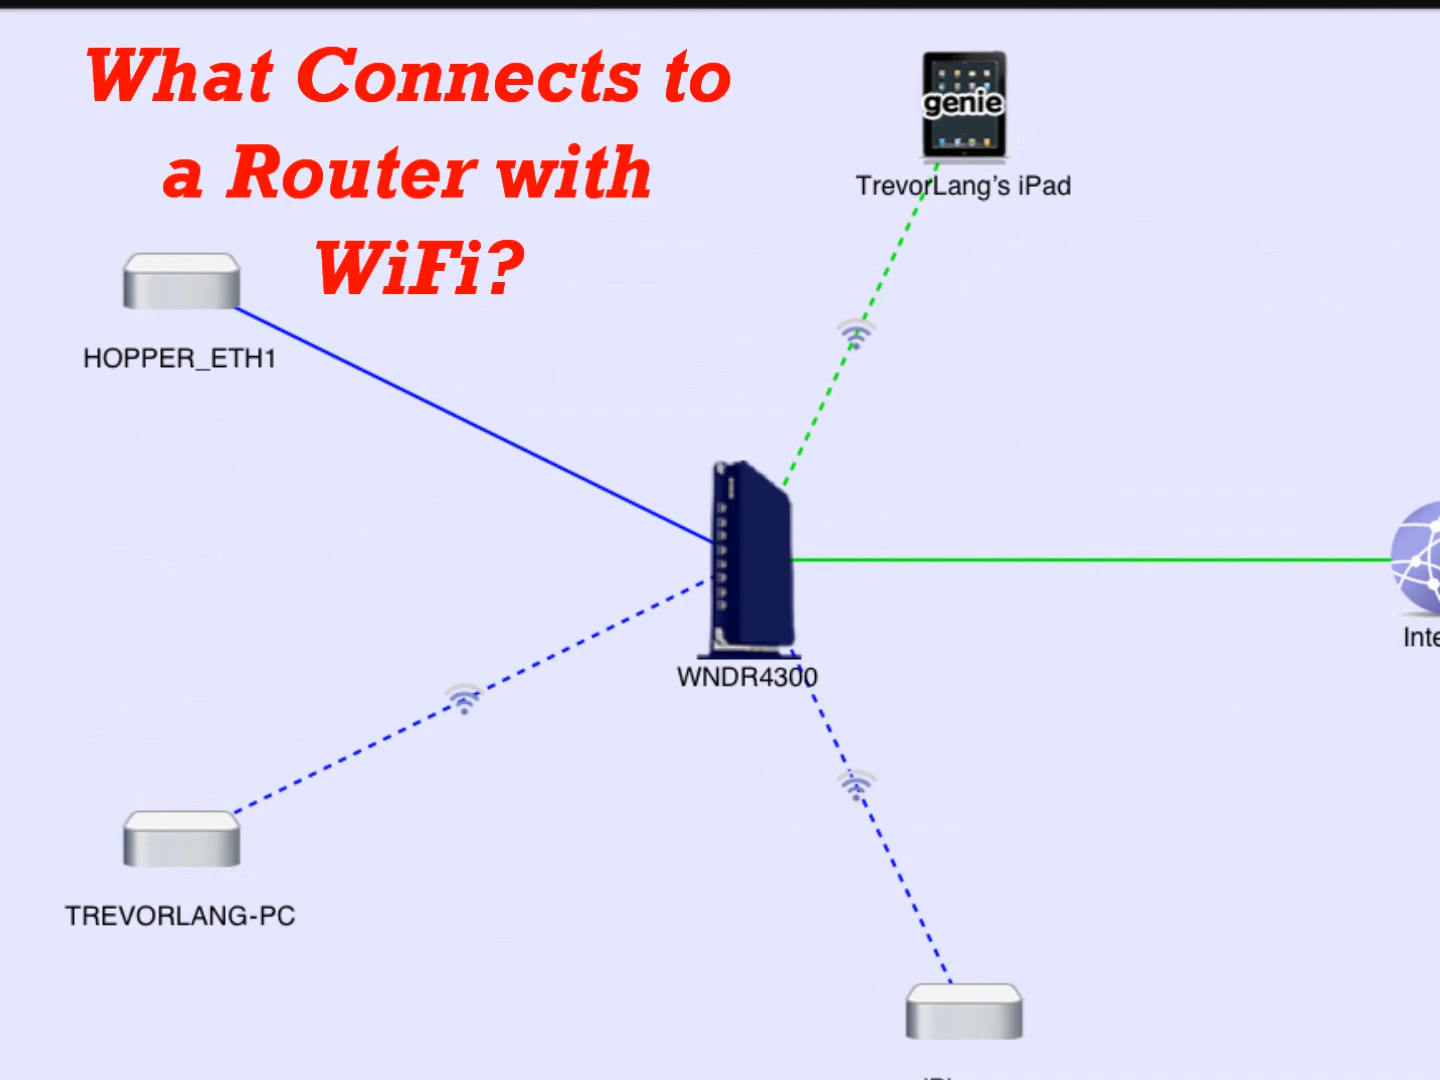 What Connects to
a Router with
WiFi?
genie
TrevorLang's iPad
HOPPER_ETH1
WNDR4300
TREVORLANG-PC